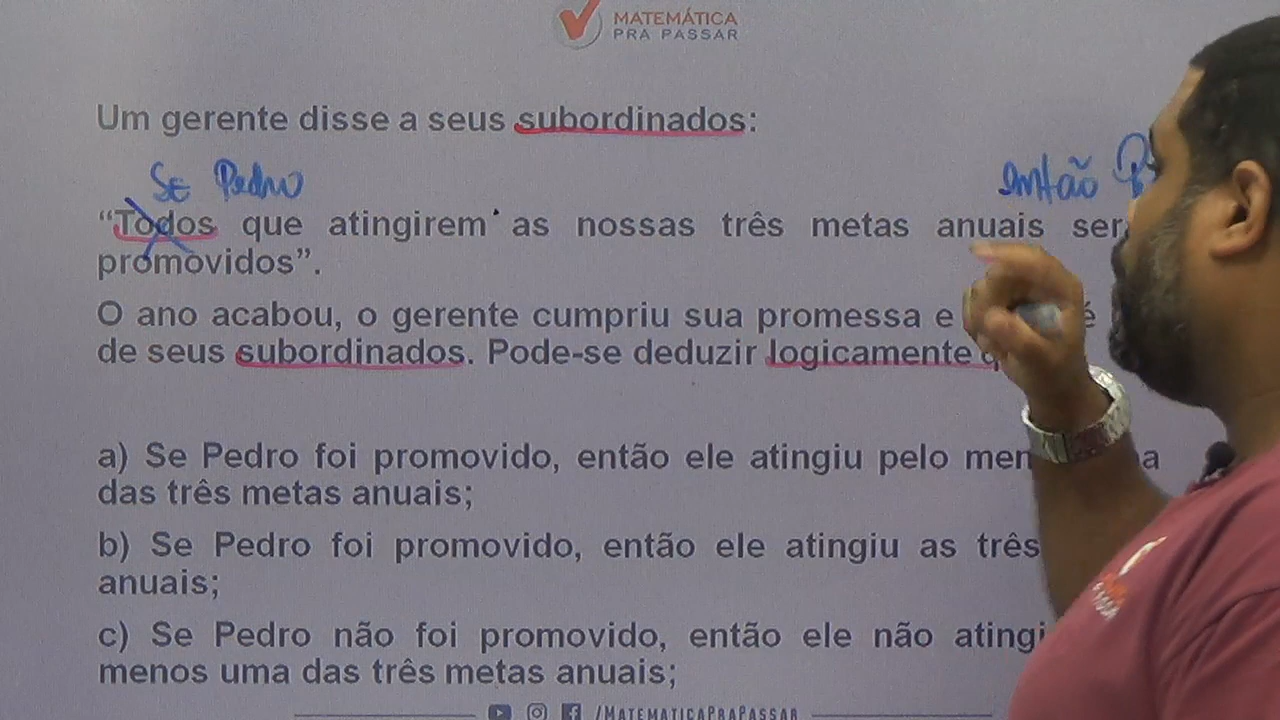 MATEMÁTICA
PRA PASSAR
Um gerente disse a seus subordinados:
SE Pedro então
“Todos que atingirem as nossas três metas anuais
promovidos”.
O ano acabou, o gerente cumpriu sua promessa e é
de seus subordinados. Pode-se deduzir logicamente
a) Se Pedro foi promovido, então ele atingiu pelo
das três metas anuais;
b) Se Pedro foi promovido, então ele atingiu as três
anuais;
c) Se Pedro não foi promovido, então ele não
menos uma das três metas anuais;
/MATEMATICAPRAPASSAR